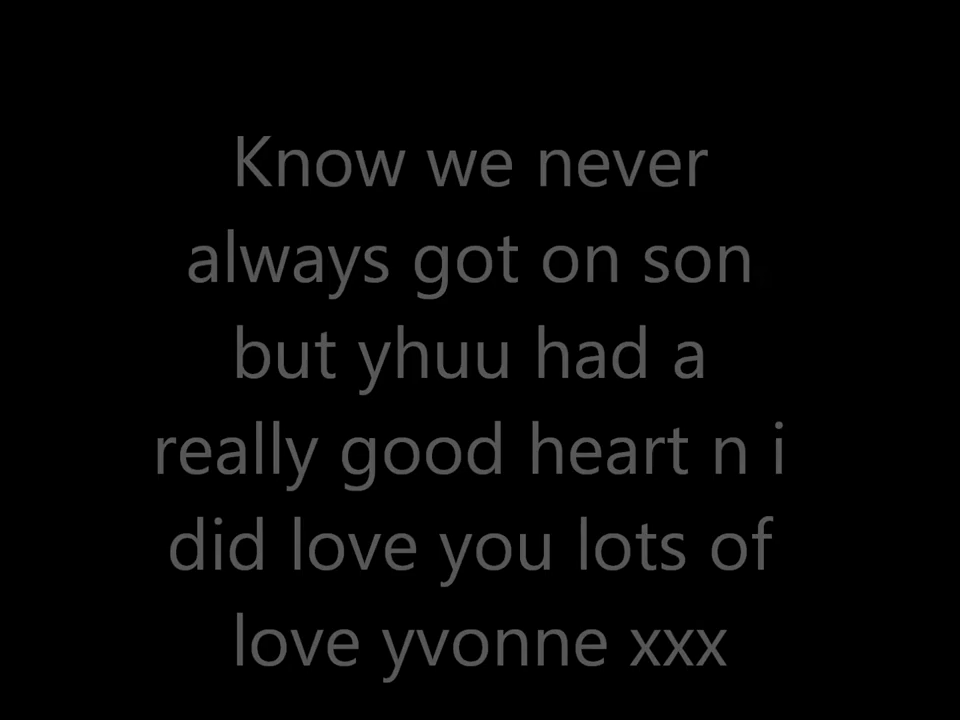 Know we never
always got on son
but yhuu had a
really good heart n i
did love you lots of
love yvonne xxx